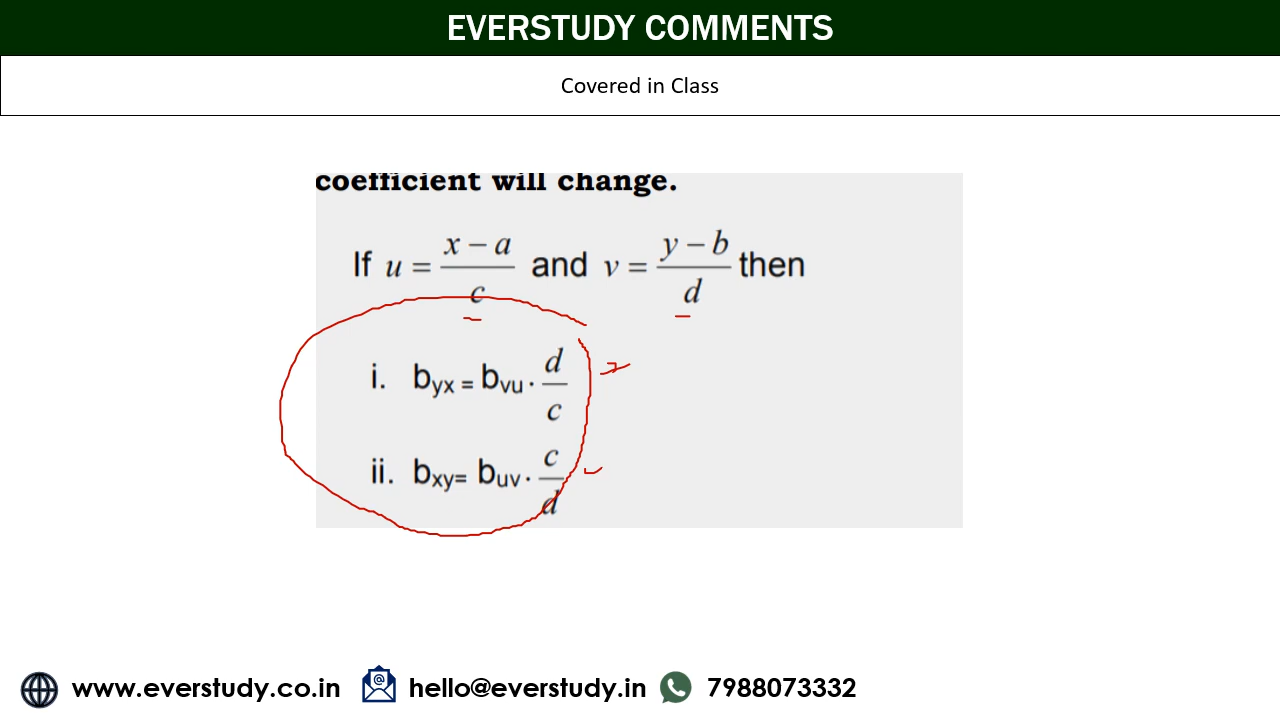 EVERSTUDY COMMENTS
Covered in Class
coefficient will change.
If u = (x − a)/c and v = (y − b)/d then
i. byx = bvu · d/c
ii. bxy= buv · c/d
www.everstudy.co.in hello@everstudy.in 7988073332